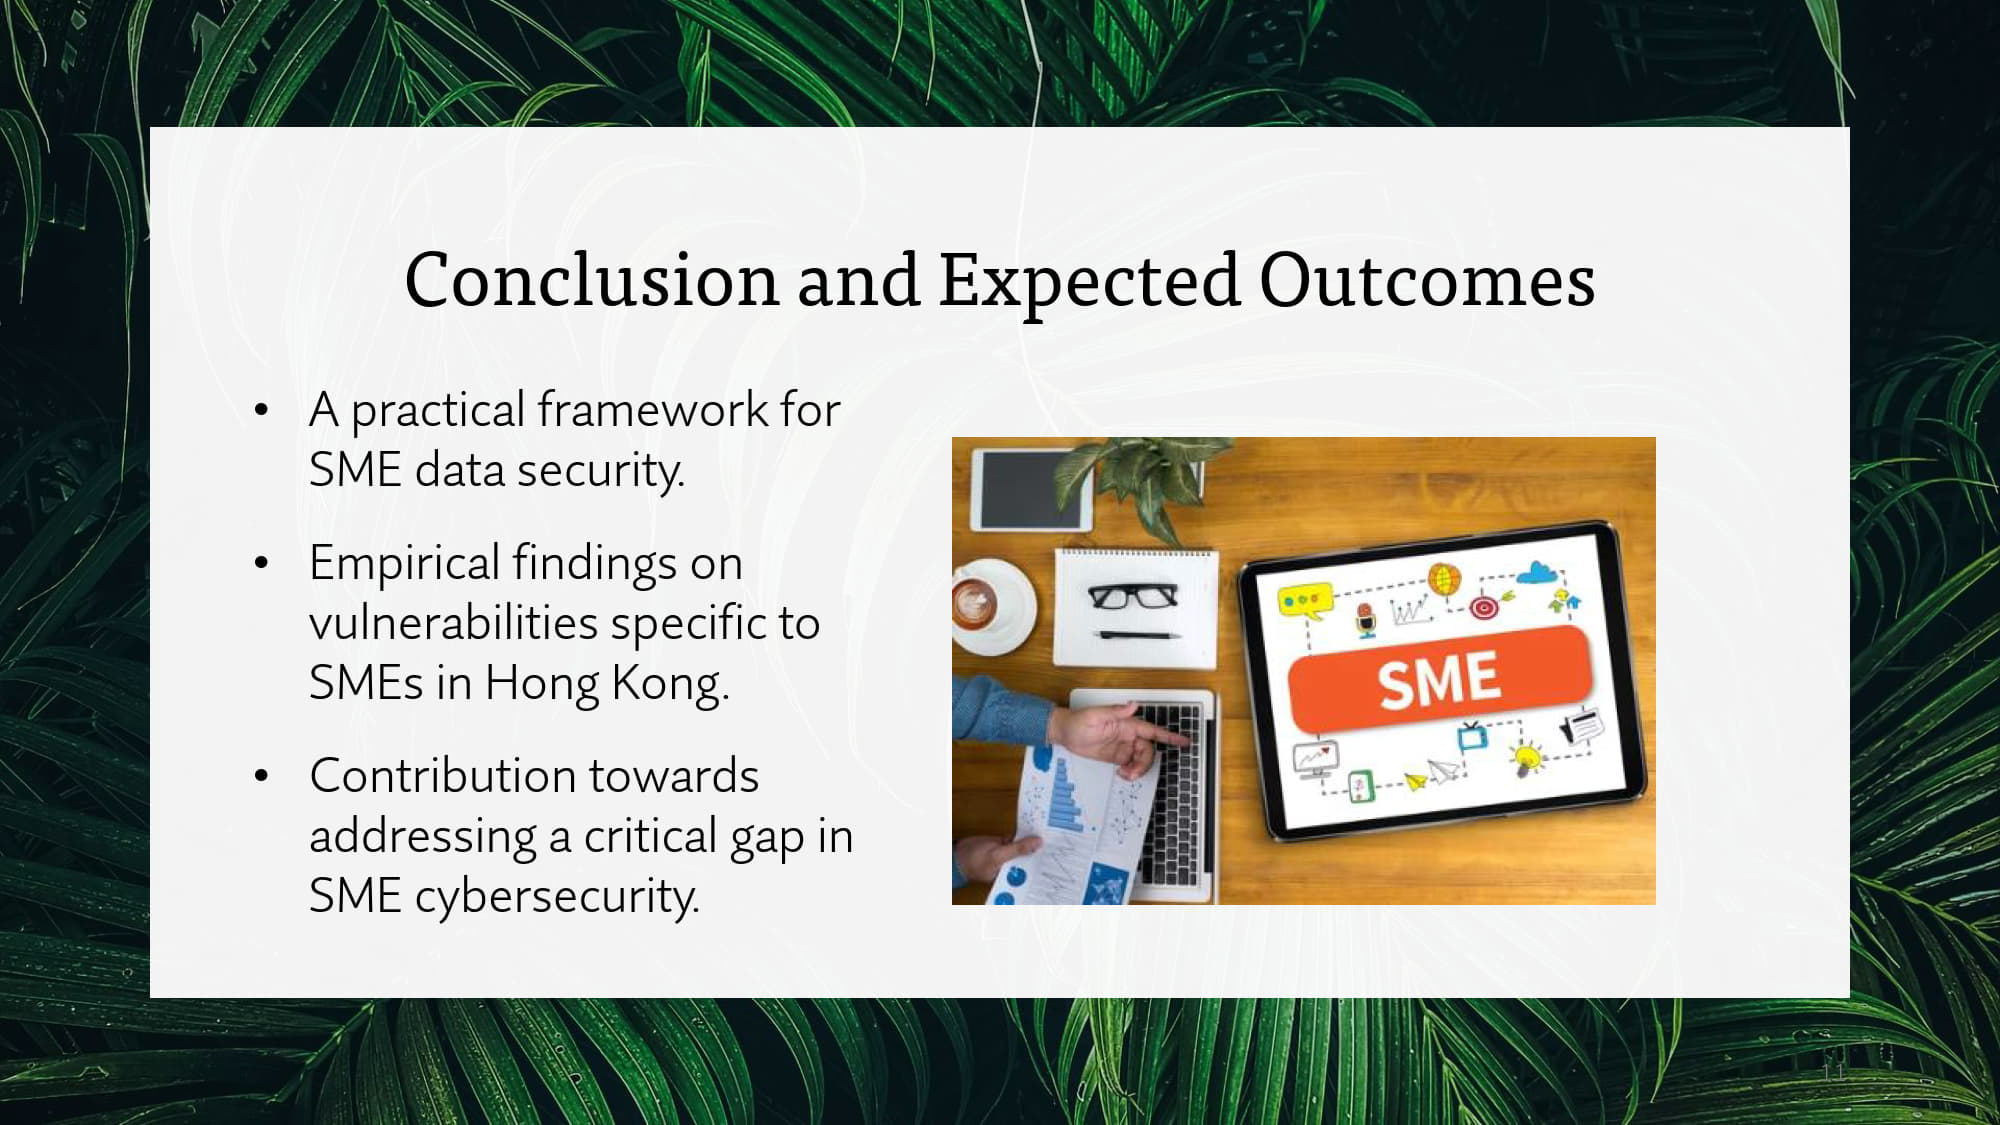 Conclusion and Expected Outcomes
• A practical framework for
SME data security.
• Empirical findings on
vulnerabilities specific to
SMEs in Hong Kong.
• Contribution towards
addressing a critical gap in
SME cybersecurity.
SME
11